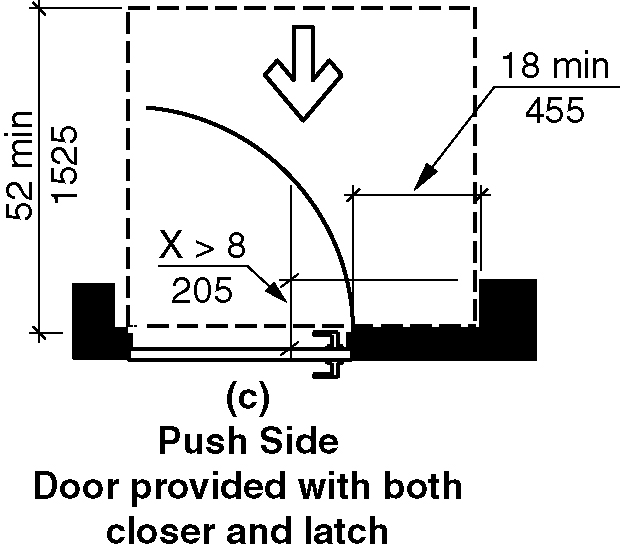 52 min
1525
18 min
455
X > 8
205
(c)
Push Side
Door provided with both
closer and latch